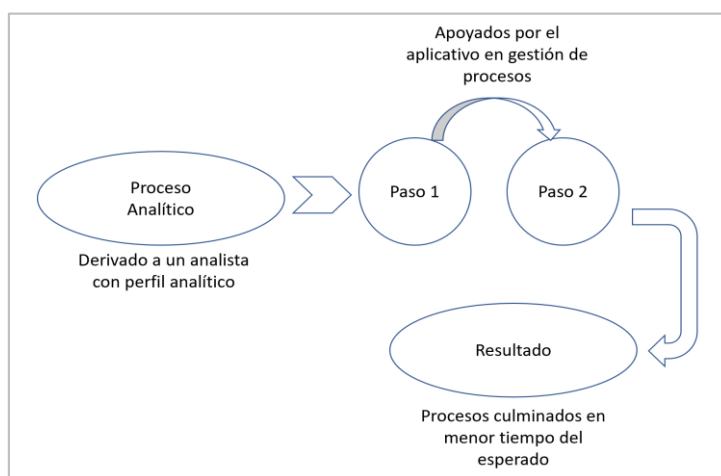 Apoyados por el
aplicativo en gestión de
procesos
Proceso
Analítico
Paso 1
Paso 2
Derivado a un analista
con perfil analítico
Resultado
Procesos culminados en
menor tiempo del
esperado